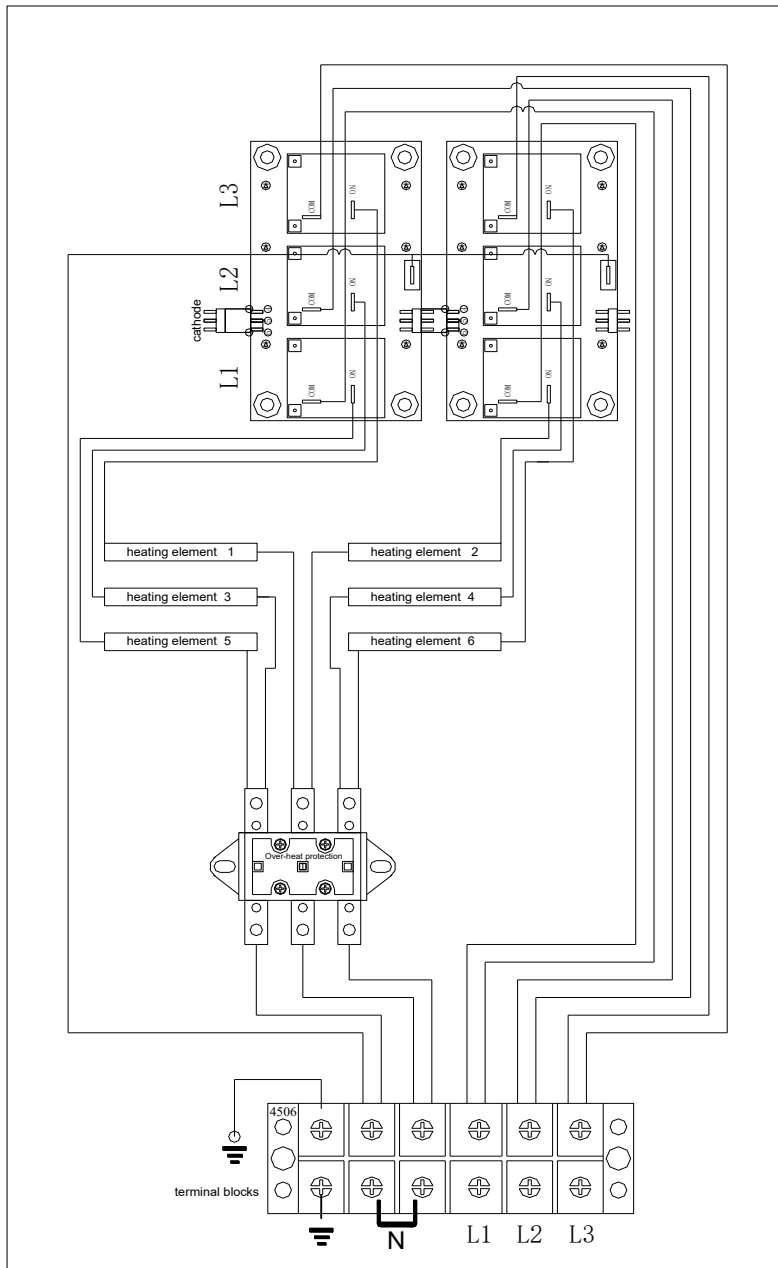 L3
COM
NO
COM
NO
L2
COM
NO
COM
NO
cathode
L1
COM
NO
COM
NO
heating element 1
heating element 2
heating element 3
heating element 4
heating element 5
heating element 6
Over-heat protection
4506
terminal blocks
N
L1
L2
L3